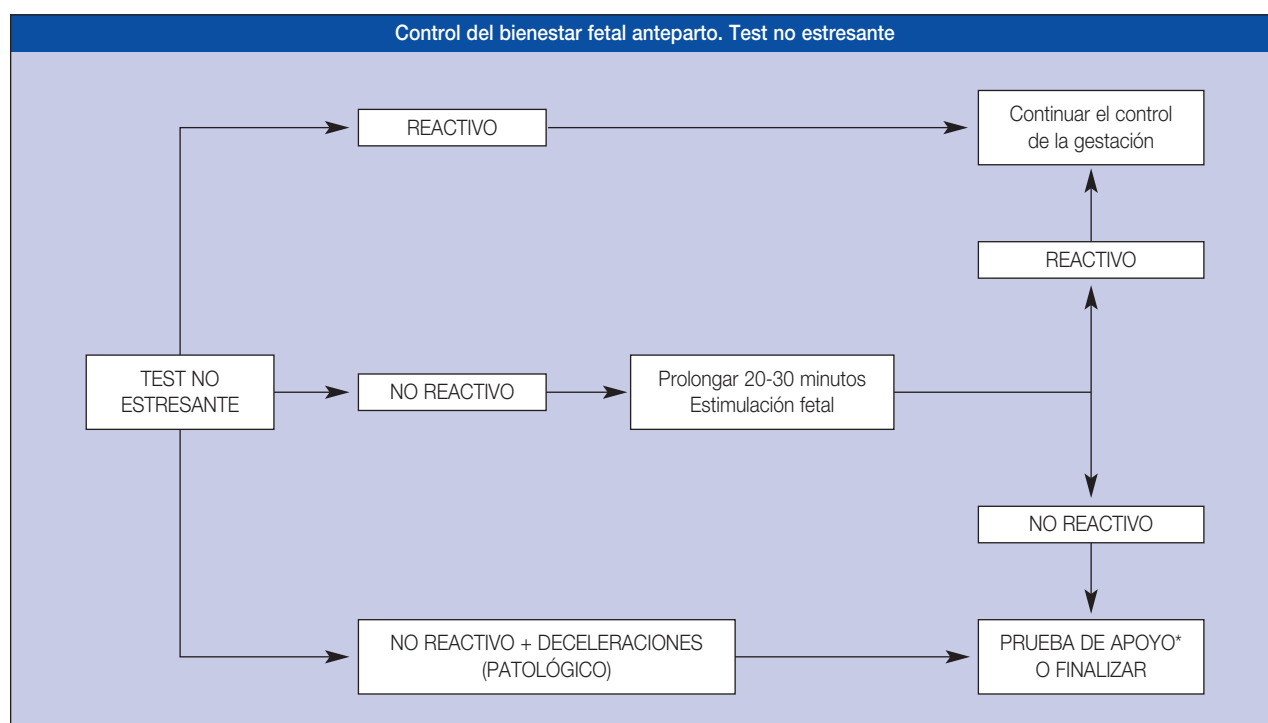 Control del bienestar fetal anteparto. Test no estresante
REACTIVO
Continuar el control
de la gestación
REACTIVO
TEST NO
ESTRESANTE
NO REACTIVO
Prolongar 20-30 minutos
Estimulación fetal
NO REACTIVO
NO REACTIVO + DECELERACIONES
(PATOLÓGICO)
PRUEBA DE APOYO*
O FINALIZAR